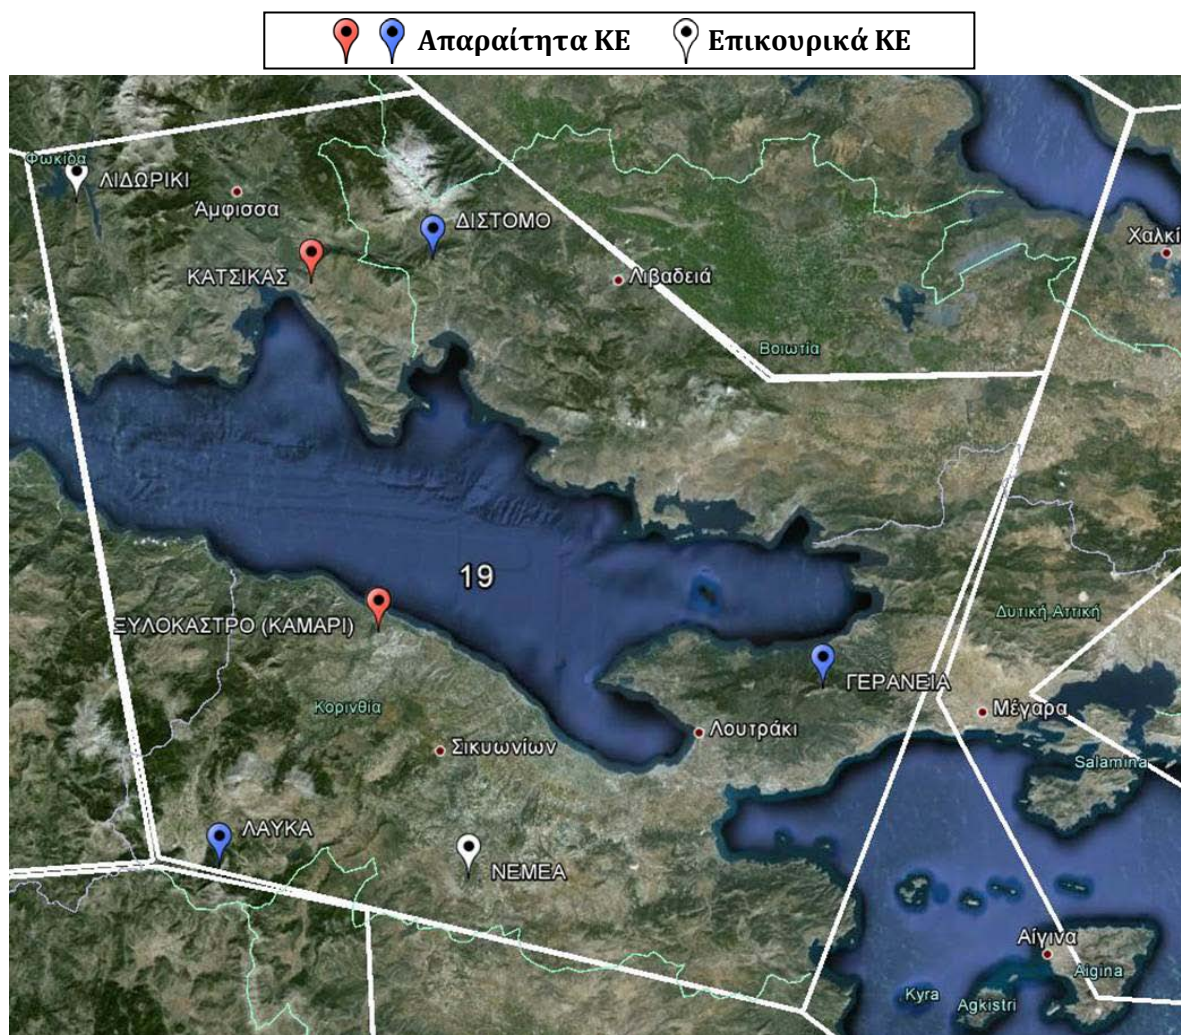 Απαραίτητα ΚΕ Επικουρικά ΚΕ
Φωκίδα
ΛΙΔΩΡΙΚΙ
Άμφισσα
ΔΙΣΤΟΜΟ
Χαλκί
ΚΑΤΣΙΚΑΣ
Λιβαδειά
Βοιωτία
19
ΞΥΛΟΚΑΣΤΡΟ (ΚΑΜΑΡΙ)
Δυτική Αττική
ΓΕΡΑΝΕΙΑ
Κορινθία
Μέγαρα
Λουτράκι
Σικυωνίων
Salamina
ΛΑΥΚΑ
ΝΕΜΕΑ
Αίγινα
Aigina
Kyra
Agkistri